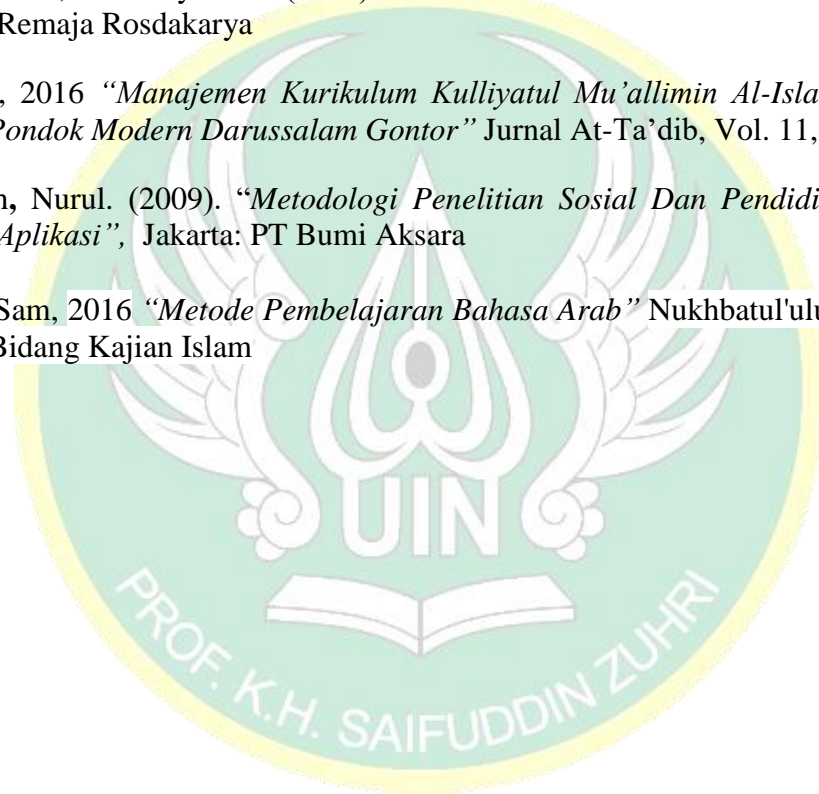 Remaja Rosdakarya
, 2016 “Manajemen Kurikulum Kulliyatul Mu’allimin Al-Isla
Pondok Modern Darussalam Gontor” Jurnal At-Ta’dib, Vol. 11,
Nurul. (2009). “Metodologi Penelitian Sosial Dan Pendidi
Aplikasi”, Jakarta: PT Bumi Aksara
Sam, 2016 “Metode Pembelajaran Bahasa Arab” Nukhbatul'ulu
Bidang Kajian Islam
UIN
PROF. K.H. SAIFUDDIN ZUHRI